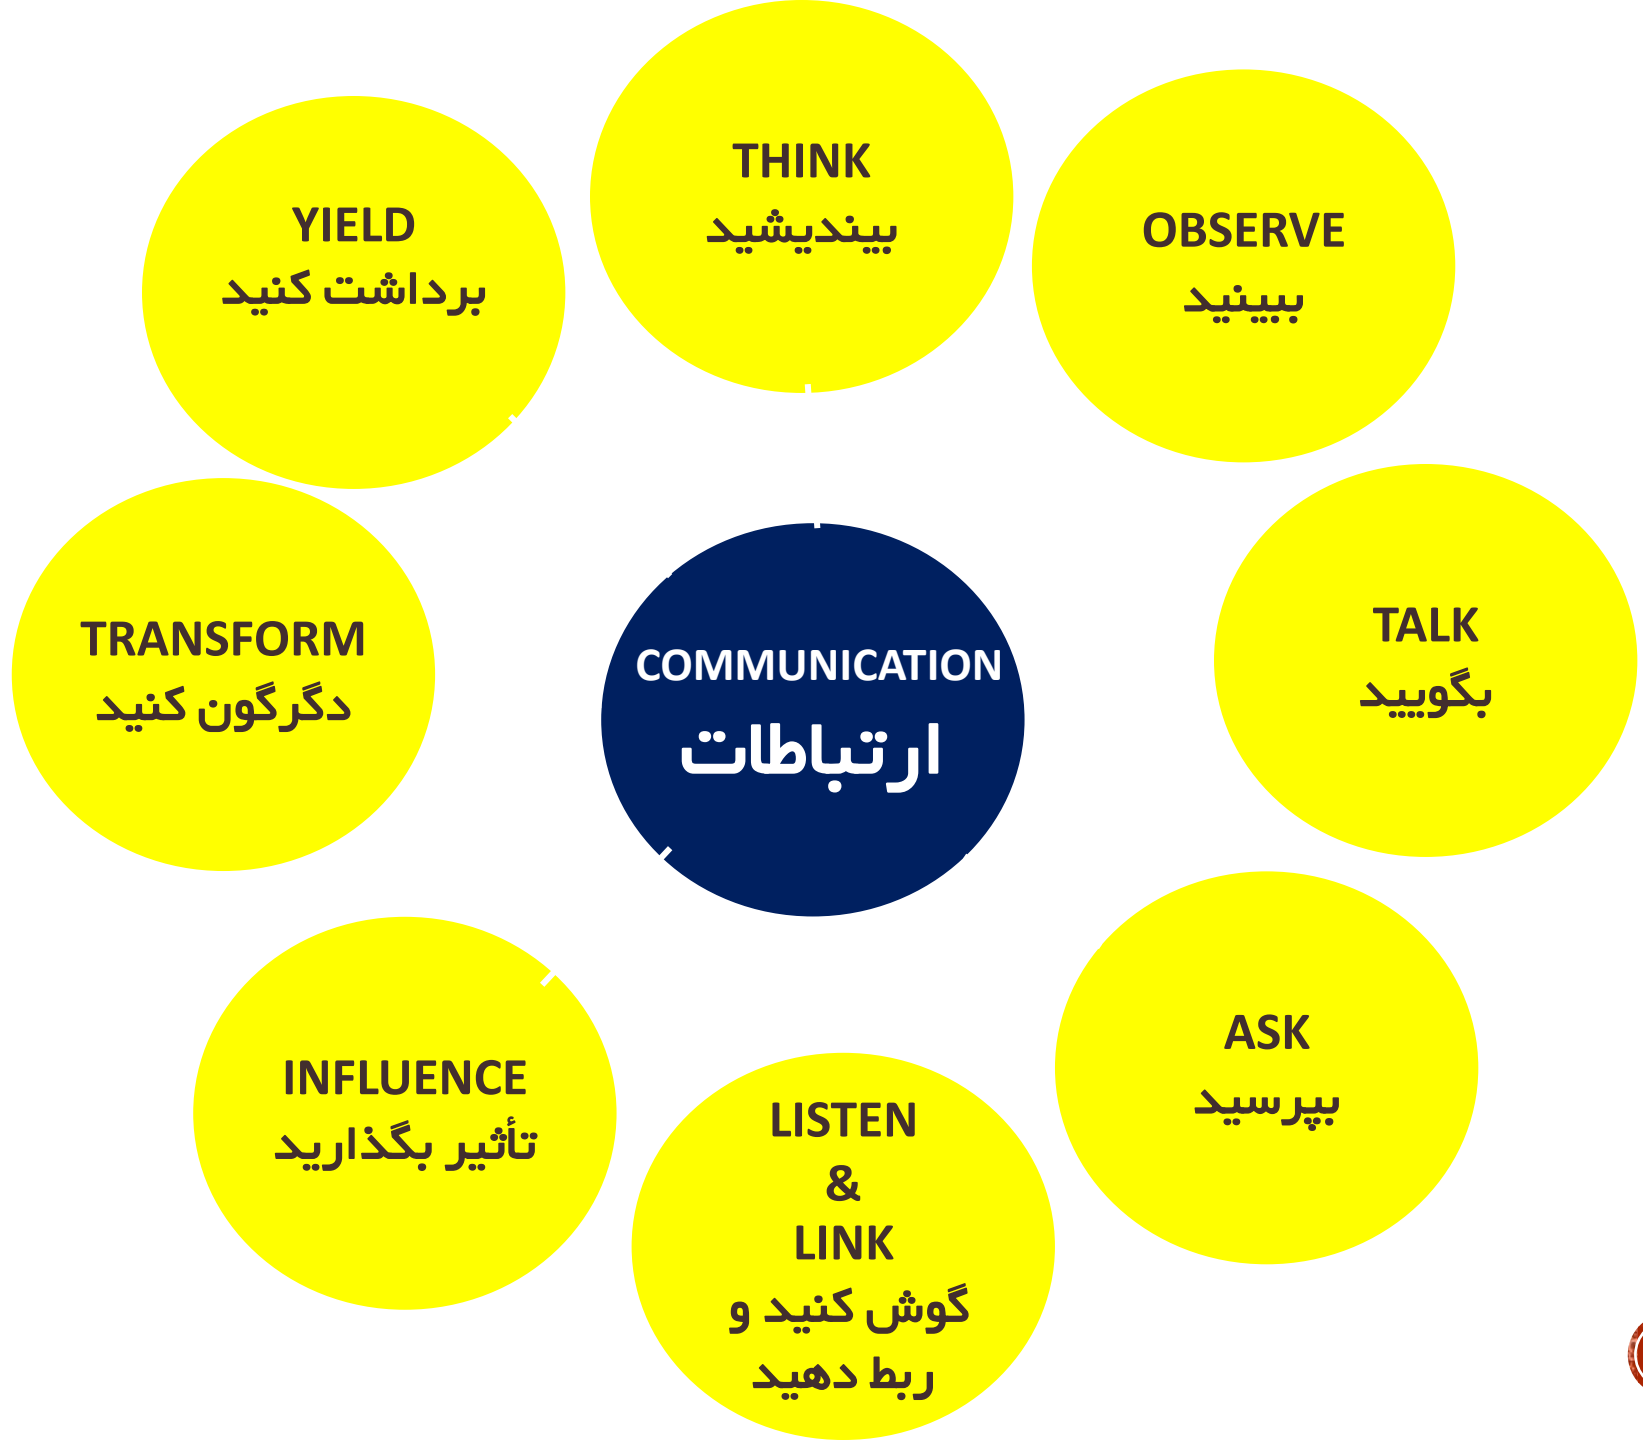 THINK
بیندیشید
OBSERVE
ببینید
TALK
بگویید
ASK
بپرسید
LISTEN
&
LINK
گوش کنید و
ربط دهید
INFLUENCE
تأثیر بگذارید
TRANSFORM
دگرگون کنید
YIELD
برداشت کنید
COMMUNICATION
ارتباطات